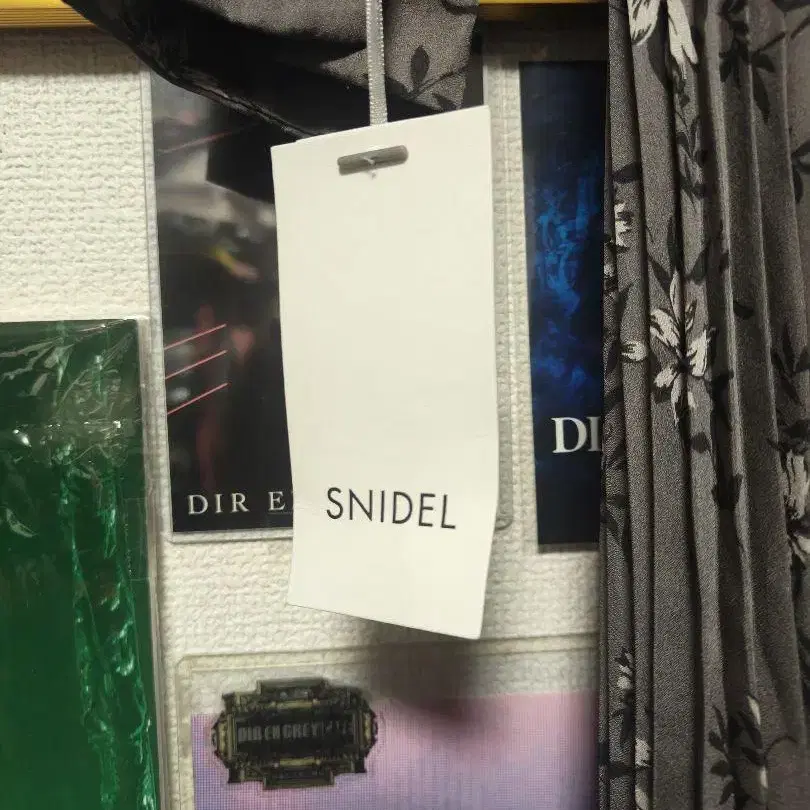 DIR E
SNIDEL
DI
DIR EN GREY